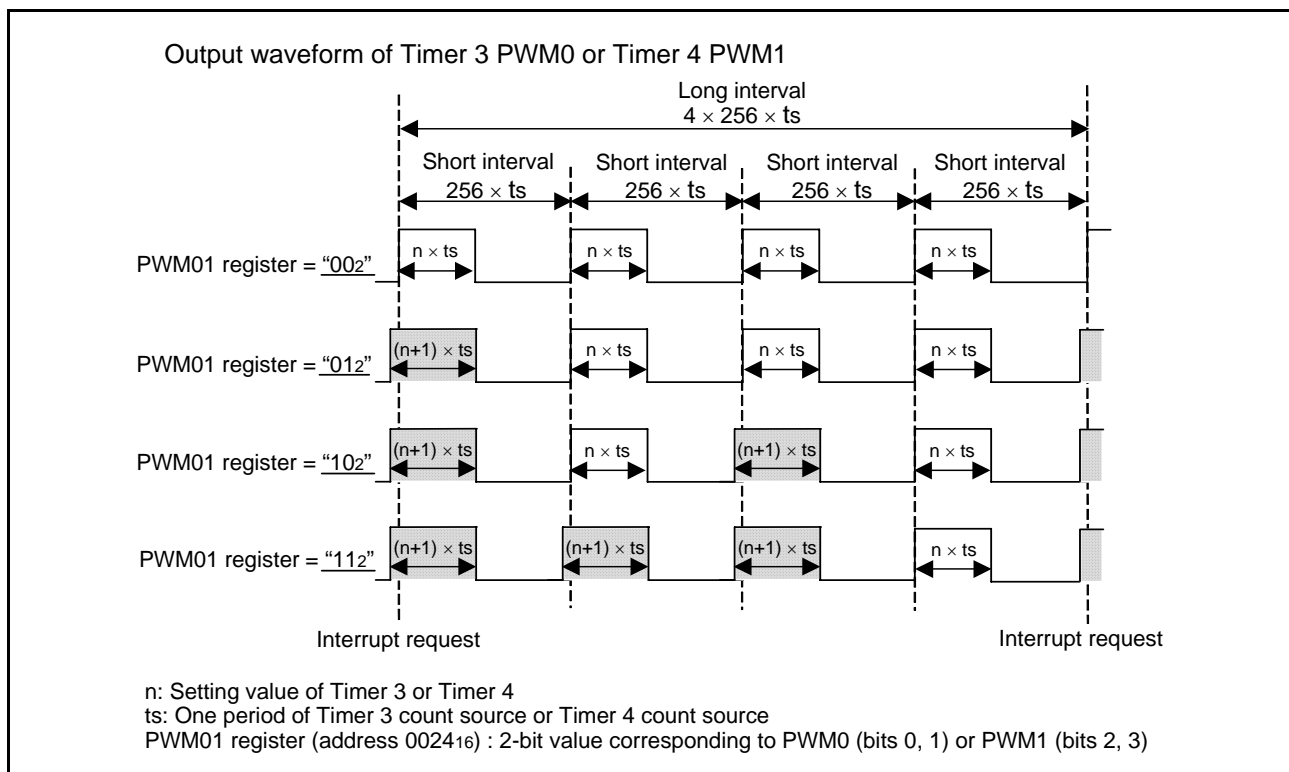 Output waveform of Timer 3 PWM0 or Timer 4 PWM1
Long interval
4 × 256 × ts
Short interval Short interval Short interval Short interval
256 × ts 256 × ts 256 × ts 256 × ts
PWM01 register = “002” n × ts n × ts n × ts n × ts
PWM01 register = “012” (n+1) × ts n × ts n × ts n × ts
PWM01 register = “102” (n+1) × ts n × ts (n+1) × ts n × ts
PWM01 register = “112” (n+1) × ts (n+1) × ts (n+1) × ts n × ts
Interrupt request Interrupt request
n: Setting value of Timer 3 or Timer 4
ts: One period of Timer 3 count source or Timer 4 count source
PWM01 register (address 002416) : 2-bit value corresponding to PWM0 (bits 0, 1) or PWM1 (bits 2, 3)